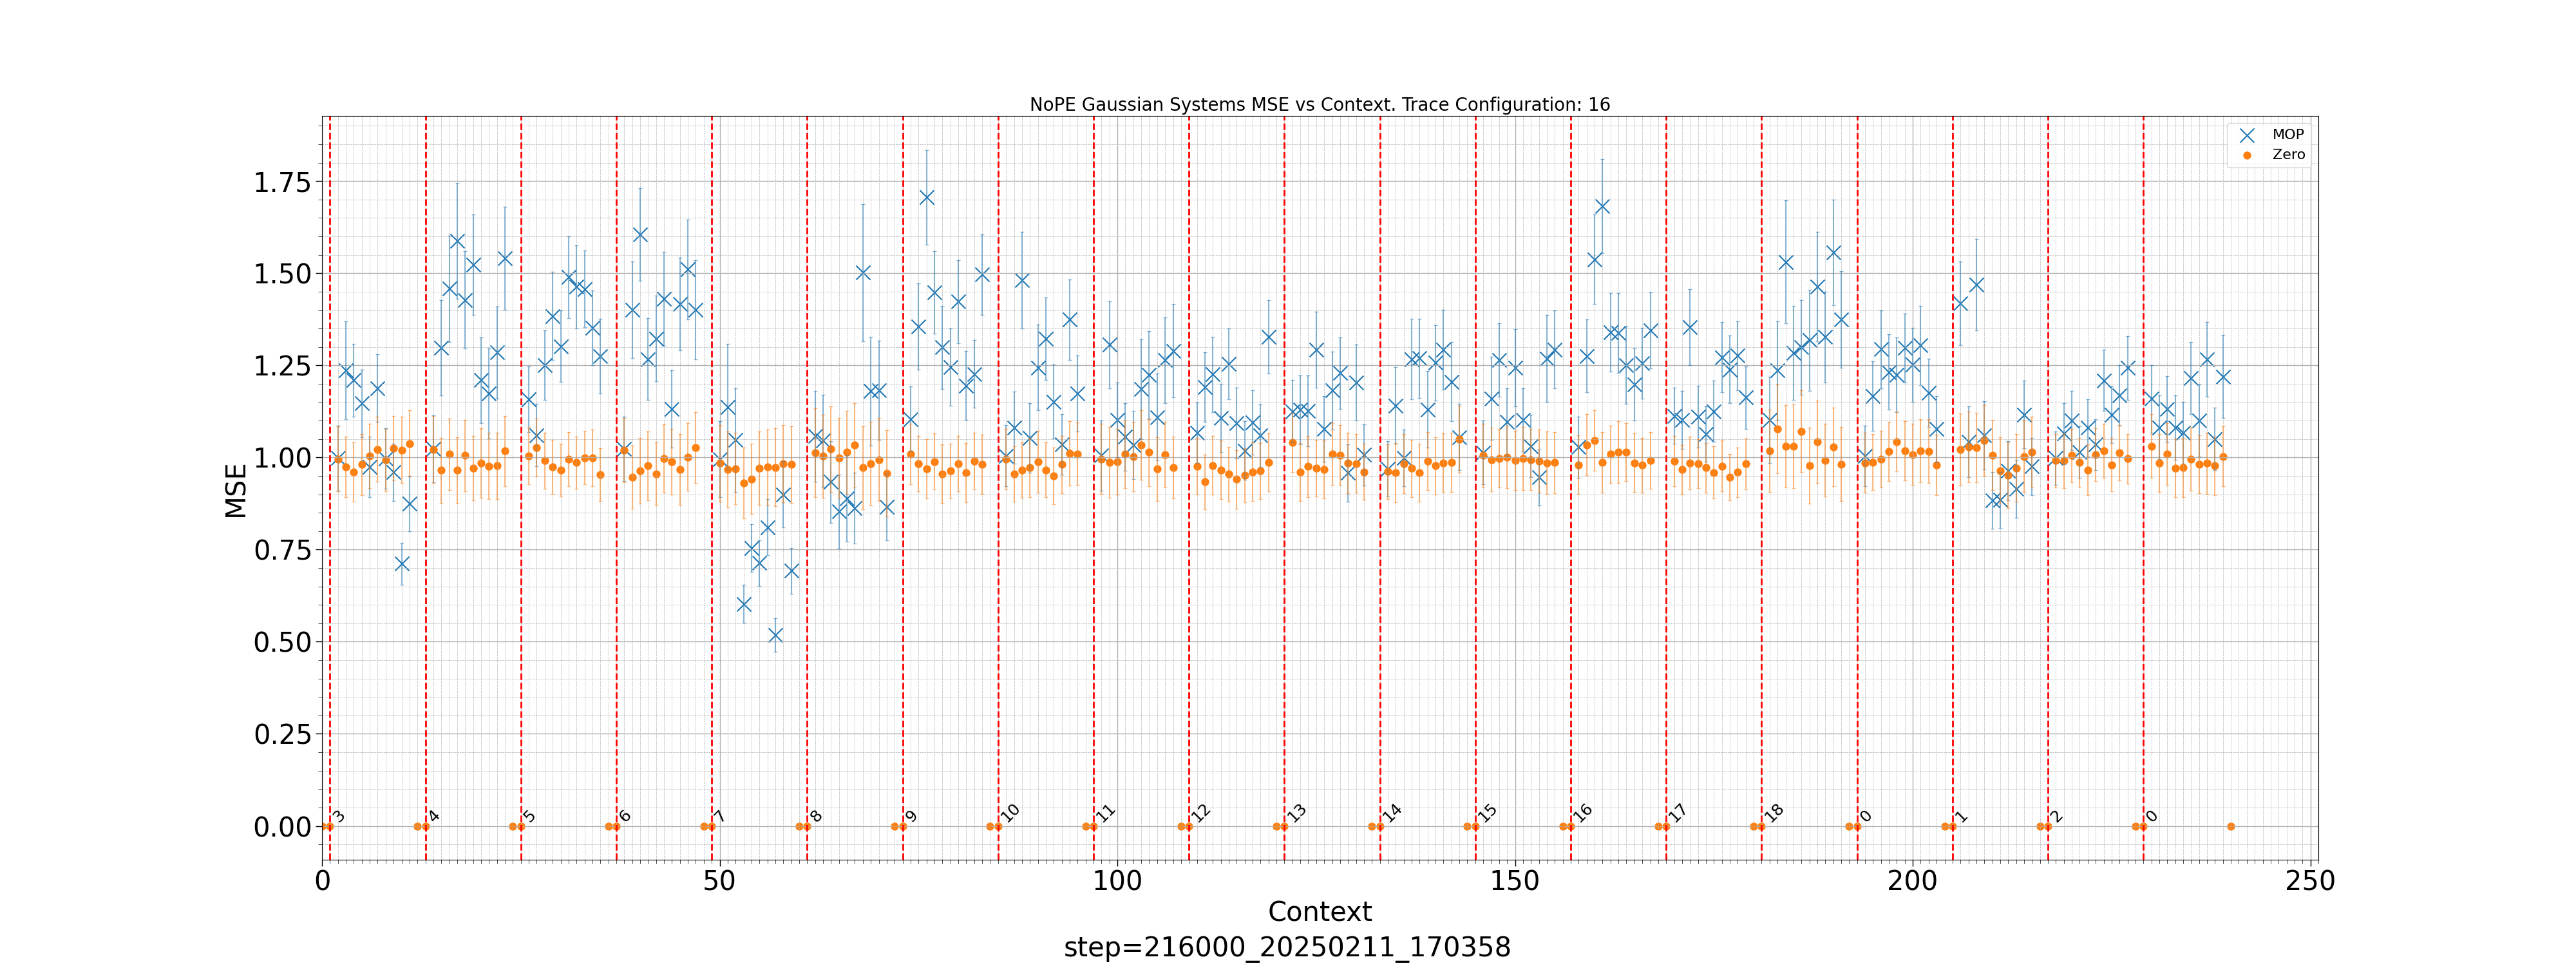 NoPE Gaussian Systems MSE vs Context. Trace Configuration: 16
MOP
Zero
MSE
1.75
1.50
1.25
1.00
0.75
0.50
0.25
0.00
3 4 5 6 7 8 9 10 11 12 13 14 15 16 17 18 0 1 2 0
0 50 100 150 200 250
Context
step=216000_20250211_170358